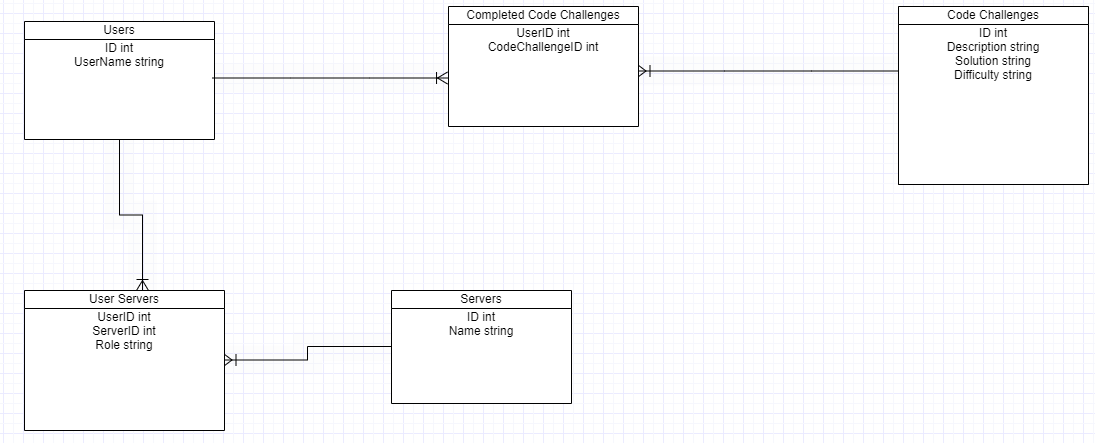 Users
ID int
UserName string
Completed Code Challenges
UserID int
CodeChallengeID int
Code Challenges
ID int
Description string
Solution string
Difficulty string
User Servers
UserID int
ServerID int
Role string
Servers
ID int
Name string